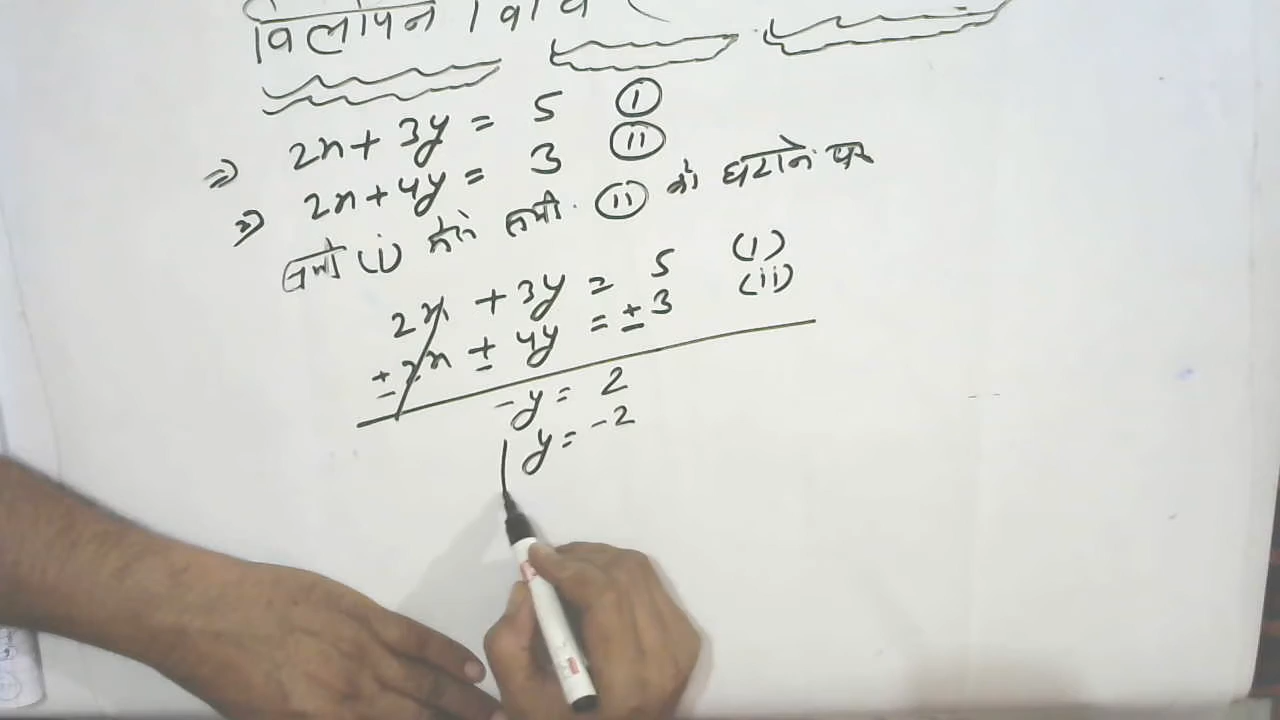 विलोपन विधि
⇒ 2x + 3y = 5 (i)
⇒ 2x + 4y = 3 (ii)
समी (i) में से समी. (ii) को घटाने पर
2x + 3y = 5 (i)
± 2x ± 4y = ± 3 (ii)
-y = 2
y = -2